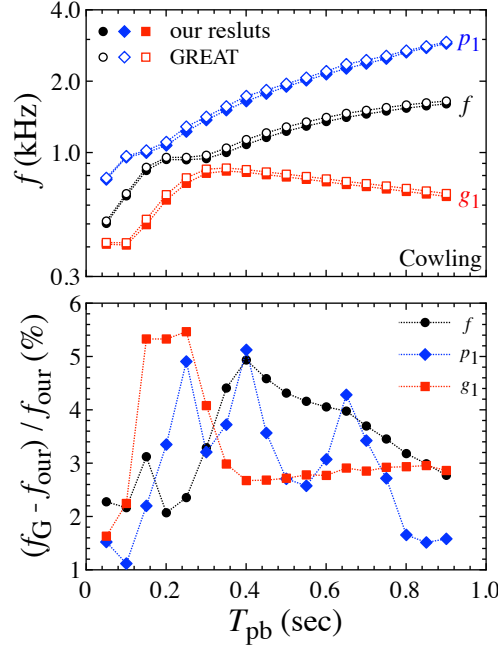 4.0
our resluts
GREAT
p1
2.0
f
1.0
g1
Cowling
0.3
f (kHz)
6
f
5
p1
g1
4
3
2
1
(fG - four) / four (%)
0 0.2 0.4 0.6 0.8 1.0
Tpb (sec)